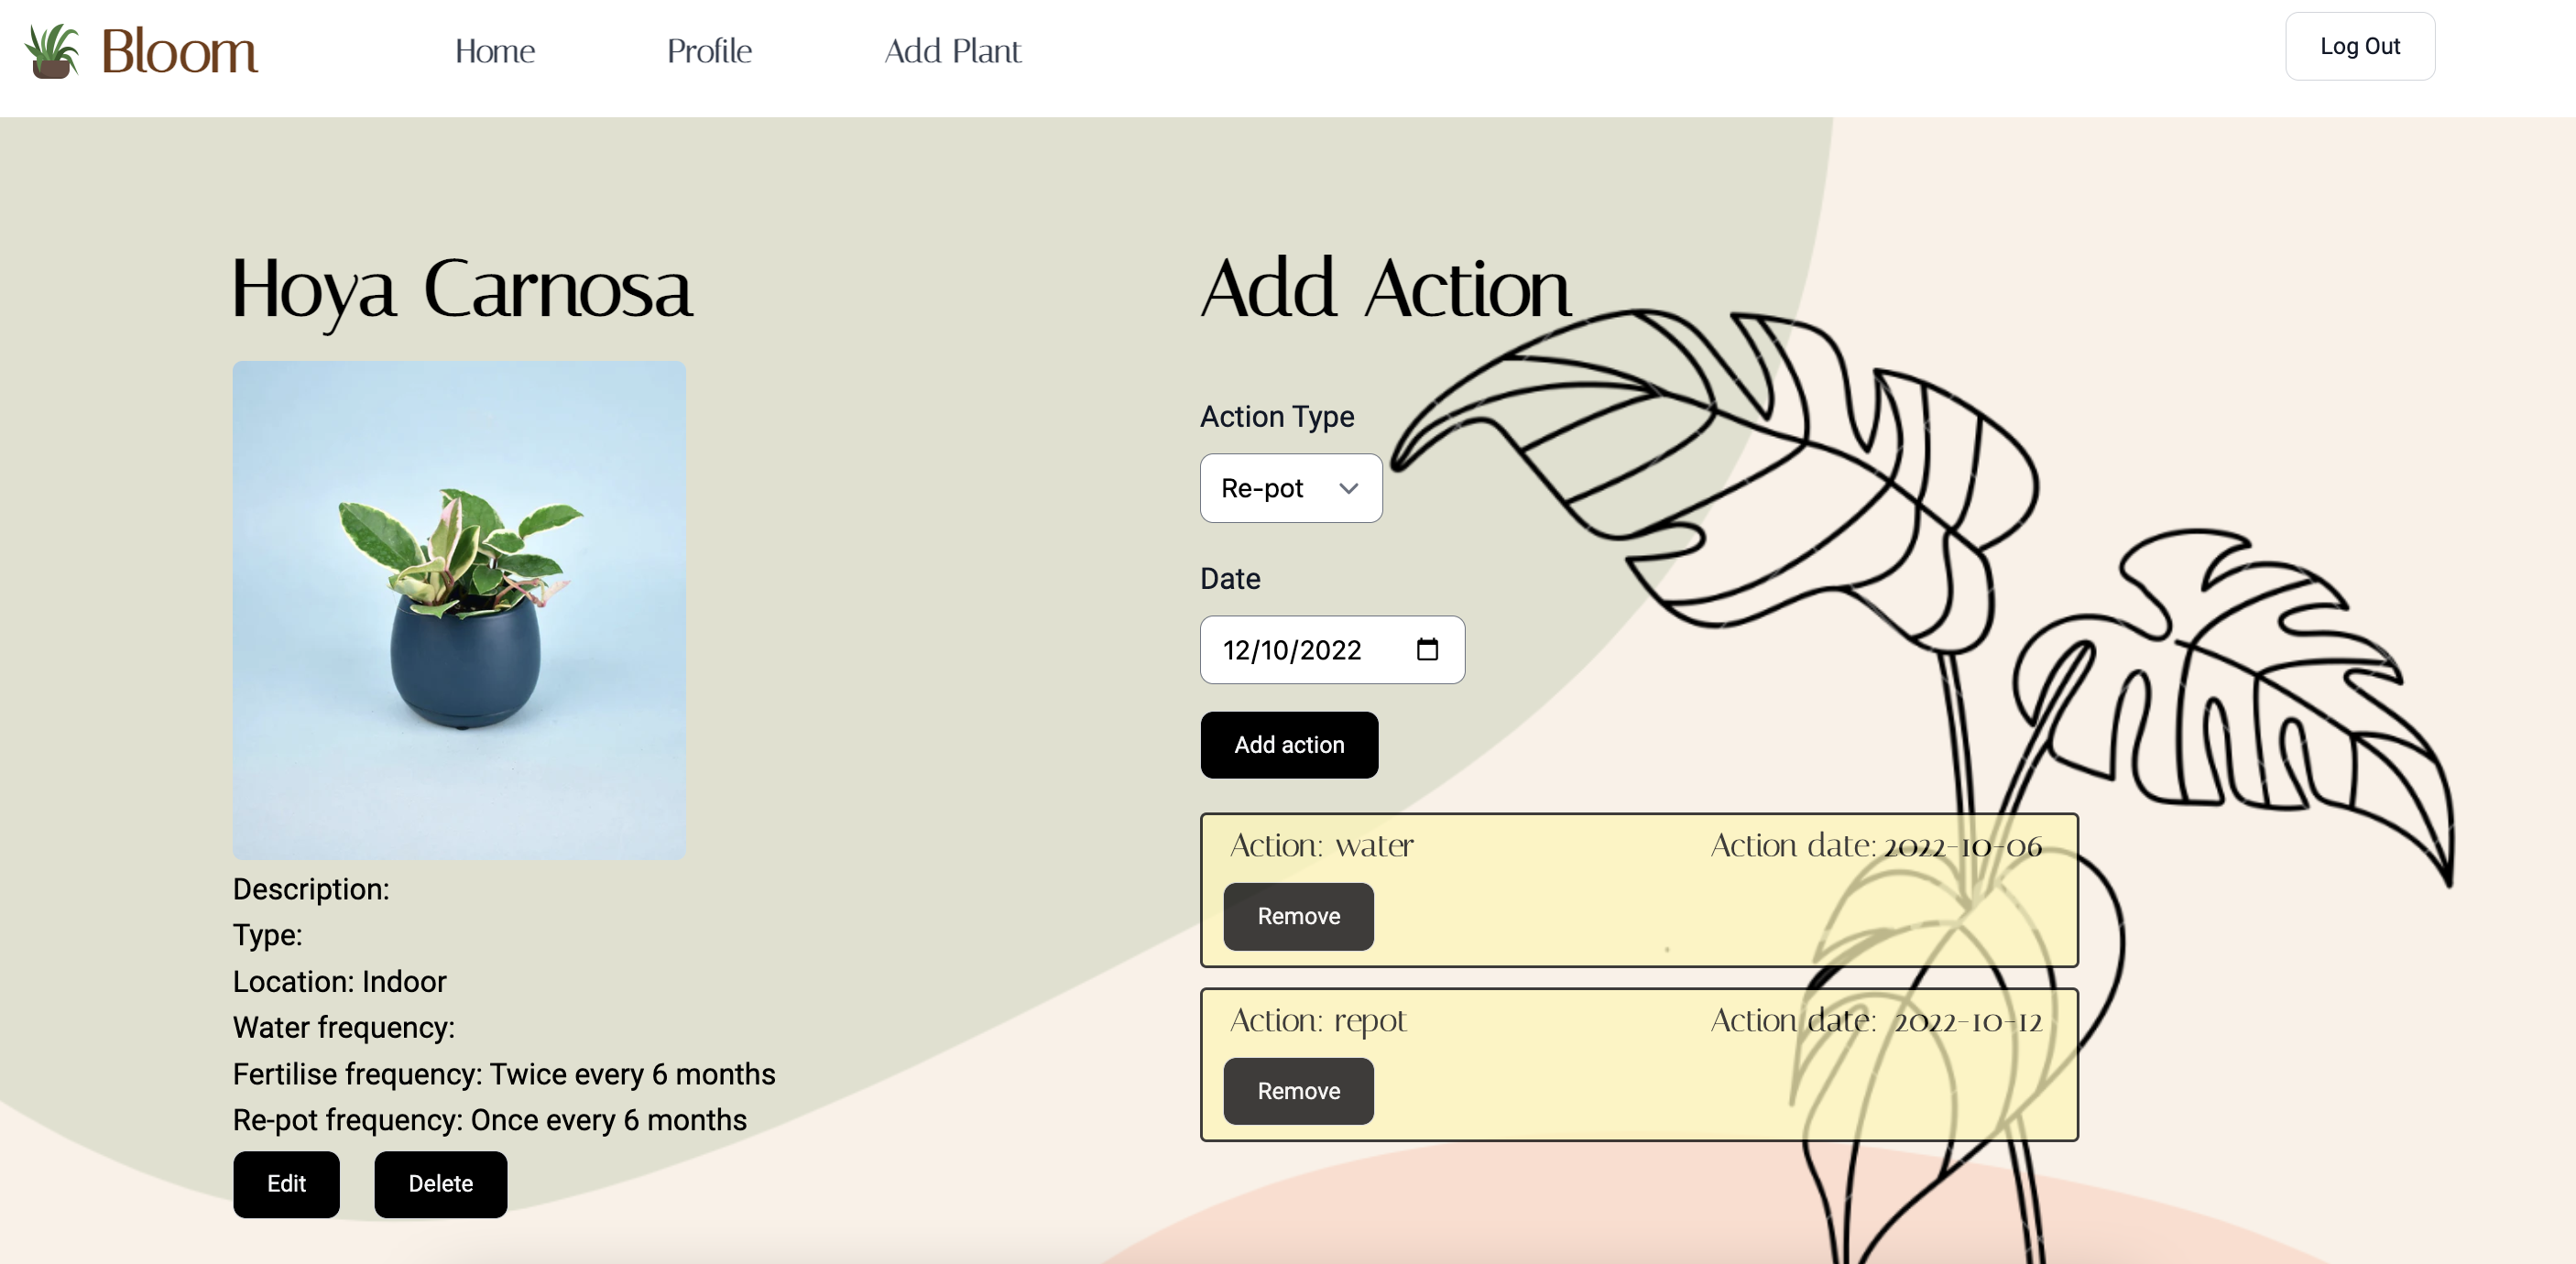 Bloom
Home
Profile
Add Plant
Log Out
Hoya Carnosa
Description:
Type:
Location: Indoor
Water frequency:
Fertilise frequency: Twice every 6 months
Re-pot frequency: Once every 6 months
Edit
Delete
Add Action
Action Type
Re-pot
Date
12/10/2022
Add action
Action: water
Action date: 2022-10-06
Remove
Action: repot
Action date: 2022-10-12
Remove